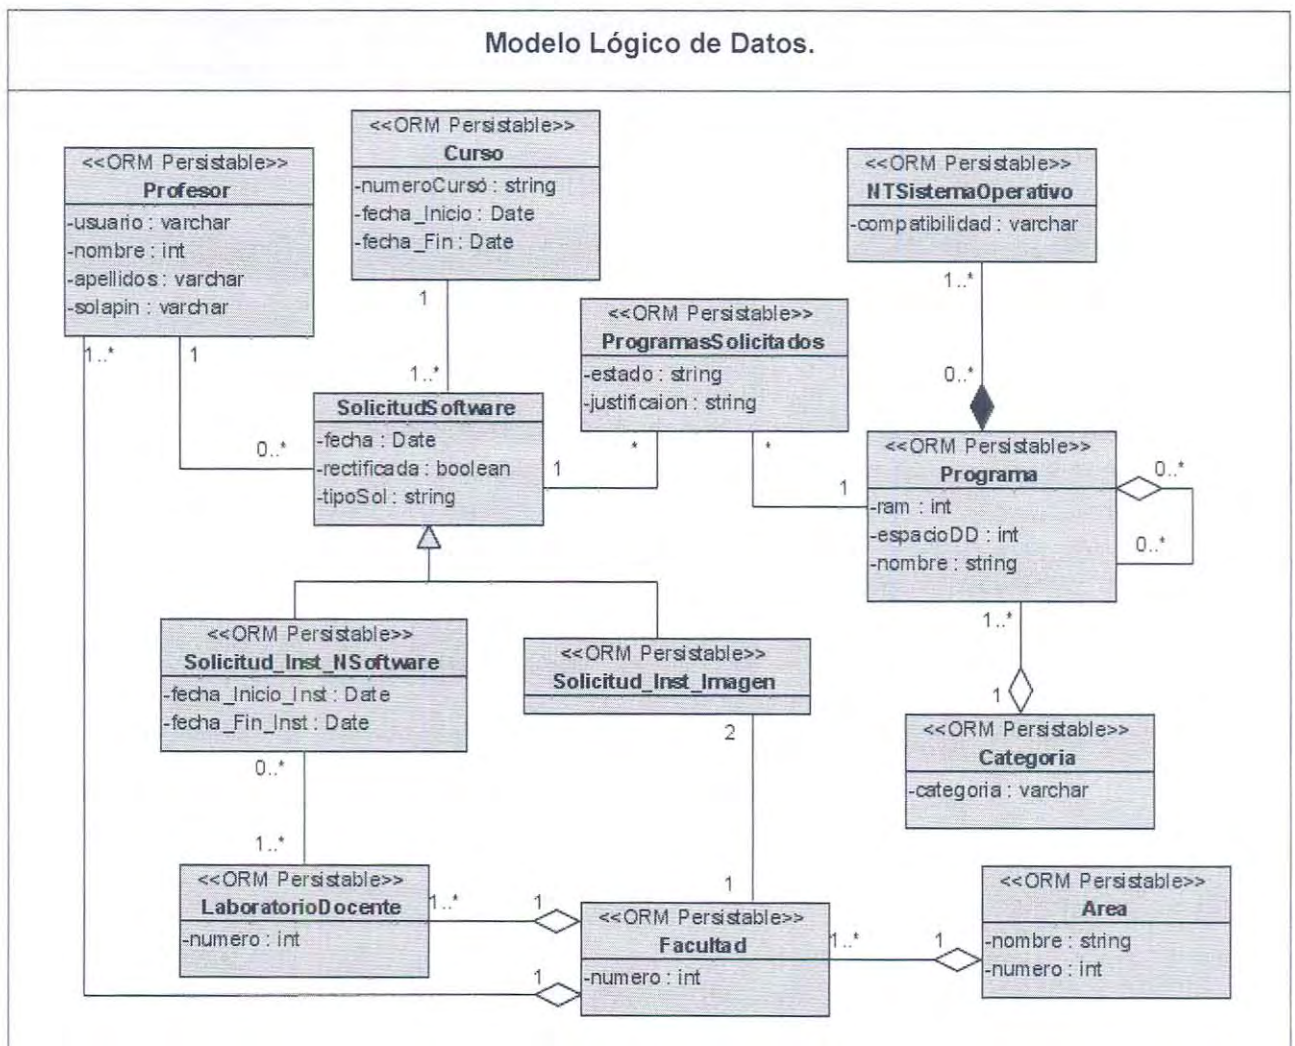 Modelo Lógico de Datos.
<<ORM Persistable>>
Profesor
-usuario : varchar
-nombre : int
-apellidos : varchar
-solapin : varchar
<<ORM Persistable>>
Curso
-numeroCurso : string
-fecha_Inicio : Date
-fecha_Fin : Date
<<ORM Persistable>>
NTSistemaOperativo
-compatibilidad : varchar
1..*
1
1
1..*
0..*
<<ORM Persistable>>
ProgramasSolicitados
-estado : string
-justificaion : string
*
*
1..*
0..*
SolicitudSoftware
-fecha : Date
-rectificada : boolean
-tipoSol : string
1
1
<<ORM Persistable>>
Programa
-ram : int
-espacioDD : int
-nombre : string
0..*
0..*
1..*
1
<<ORM Persistable>>
Solicitud_Inst_NSoftware
-fecha_Inicio_Inst : Date
-fecha_Fin_Inst : Date
0..*
1..*
<<ORM Persistable>>
Solicitud_Inst_Imagen
2
1
<<ORM Persistable>>
Categoria
-categoria : varchar
<<ORM Persistable>>
LaboratorioDocente
-numero : int
1..*
1
1
<<ORM Persistable>>
Facultad
-numero : int
1..*
1
<<ORM Persistable>>
Area
-nombre : string
-numero : int